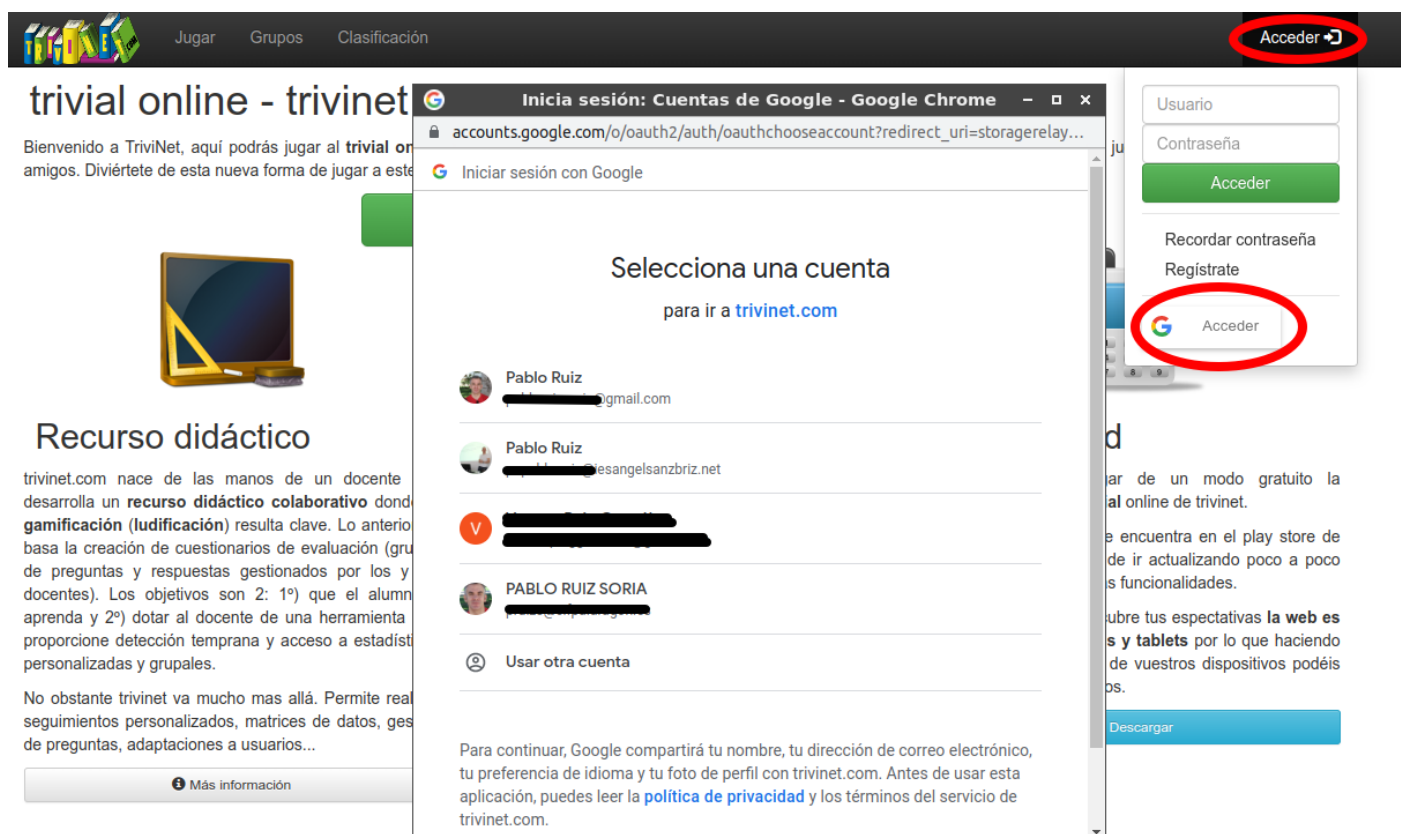 TRIVINET
Jugar
Grupos
Clasificación
Acceder
trivial online - trivinet
Bienvenido a TriviNet, aquí podrás jugar al trivial on
amigos. Diviértete de esta nueva forma de jugar a este
ju
Recurso didáctico
trivinet.com nace de las manos de un docente
desarrolla un recurso didáctico colaborativo dond
gamificación (ludificación) resulta clave. Lo anterio
basa la creación de cuestionarios de evaluación (gru
de preguntas y respuestas gestionados por los y
docentes). Los objetivos son 2: 1º) que el alumn
aprenda y 2º) dotar al docente de una herramienta
proporcione detección temprana y acceso a estadísti
personalizadas y grupales.
No obstante trivinet va mucho mas allá. Permite real
seguimientos personalizados, matrices de datos, ges
de preguntas, adaptaciones a usuarios...
Más información
Inicia sesión: Cuentas de Google - Google Chrome
accounts.google.com/o/oauth2/auth/oauthchooseaccount?redirect_uri=storagerelay...
Iniciar sesión con Google
Selecciona una cuenta
para ir a trivinet.com
Pablo Ruiz
@gmail.com
Pablo Ruiz
@iesangelsanzbriz.net
V
PABLO RUIZ SORIA
Usar otra cuenta
Para continuar, Google compartirá tu nombre, tu dirección de correo electrónico,
tu preferencia de idioma y tu foto de perfil con trivinet.com. Antes de usar esta
aplicación, puedes leer la política de privacidad y los términos del servicio de
trivinet.com.
Usuario
Contraseña
Acceder
Recordar contraseña
Regístrate
Acceder
7 8 9
d
gar de un modo gratuito la
ial online de trivinet.
e encuentra en el play store de
de ir actualizando poco a poco
s funcionalidades.
cubre tus espectativas la web es
s y tablets por lo que haciendo
de vuestros dispositivos podéis
os.
Descargar